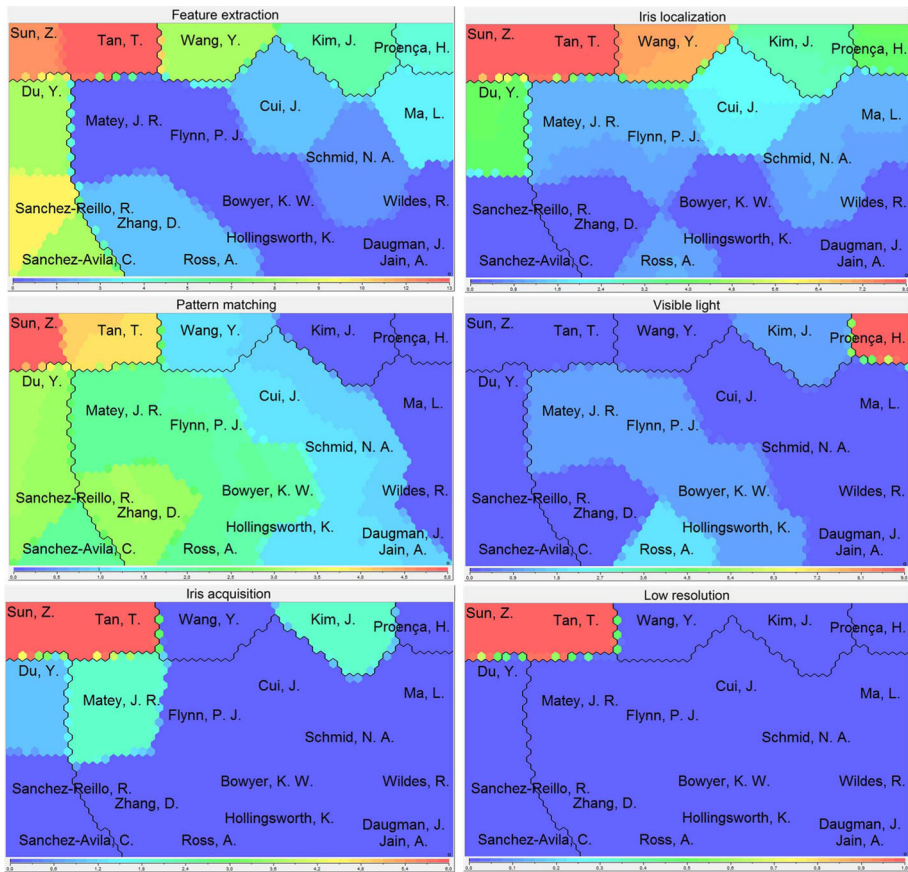 Feature extraction
Sun, Z.
Tan, T.
Wang, Y.
Kim, J.
Proença, H.
Du, Y.
Cui, J.
Ma, L.
Matey, J. R.
Flynn, P. J.
Schmid, N. A.
Sanchez-Reillo, R.
Zhang, D.
Bowyer, K. W.
Wildes, R.
Hollingsworth, K.
Daugman, J.
Sanchez-Avila, C.
Ross, A.
Jain, A.
Iris localization
Sun, Z.
Tan, T.
Wang, Y.
Kim, J.
Proença, H.
Du, Y.
Cui, J.
Ma, L.
Matey, J. R.
Flynn, P. J.
Schmid, N. A.
Sanchez-Reillo, R.
Zhang, D.
Bowyer, K. W.
Wildes, R.
Hollingsworth, K.
Daugman, J.
Sanchez-Avila, C.
Ross, A.
Jain, A.
Pattern matching
Sun, Z.
Tan, T.
Wang, Y.
Kim, J.
Proença, H.
Du, Y.
Cui, J.
Ma, L.
Matey, J. R.
Flynn, P. J.
Schmid, N. A.
Sanchez-Reillo, R.
Zhang, D.
Bowyer, K. W.
Wildes, R.
Hollingsworth, K.
Daugman, J.
Sanchez-Avila, C.
Ross, A.
Jain, A.
Visible light
Sun, Z.
Tan, T.
Wang, Y.
Kim, J.
Proença, H.
Du, Y.
Cui, J.
Ma, L.
Matey, J. R.
Flynn, P. J.
Schmid, N. A.
Sanchez-Reillo, R.
Zhang, D.
Bowyer, K. W.
Wildes, R.
Hollingsworth, K.
Daugman, J.
Sanchez-Avila, C.
Ross, A.
Jain, A.
Iris acquisition
Sun, Z.
Tan, T.
Wang, Y.
Kim, J.
Proença, H.
Du, Y.
Cui, J.
Ma, L.
Matey, J. R.
Flynn, P. J.
Schmid, N. A.
Sanchez-Reillo, R.
Zhang, D.
Bowyer, K. W.
Wildes, R.
Hollingsworth, K.
Daugman, J.
Sanchez-Avila, C.
Ross, A.
Jain, A.
Low resolution
Sun, Z.
Tan, T.
Wang, Y.
Kim, J.
Proença, H.
Du, Y.
Cui, J.
Ma, L.
Matey, J. R.
Flynn, P. J.
Schmid, N. A.
Sanchez-Reillo, R.
Zhang, D.
Bowyer, K. W.
Wildes, R.
Hollingsworth, K.
Daugman, J.
Sanchez-Avila, C.
Ross, A.
Jain, A.